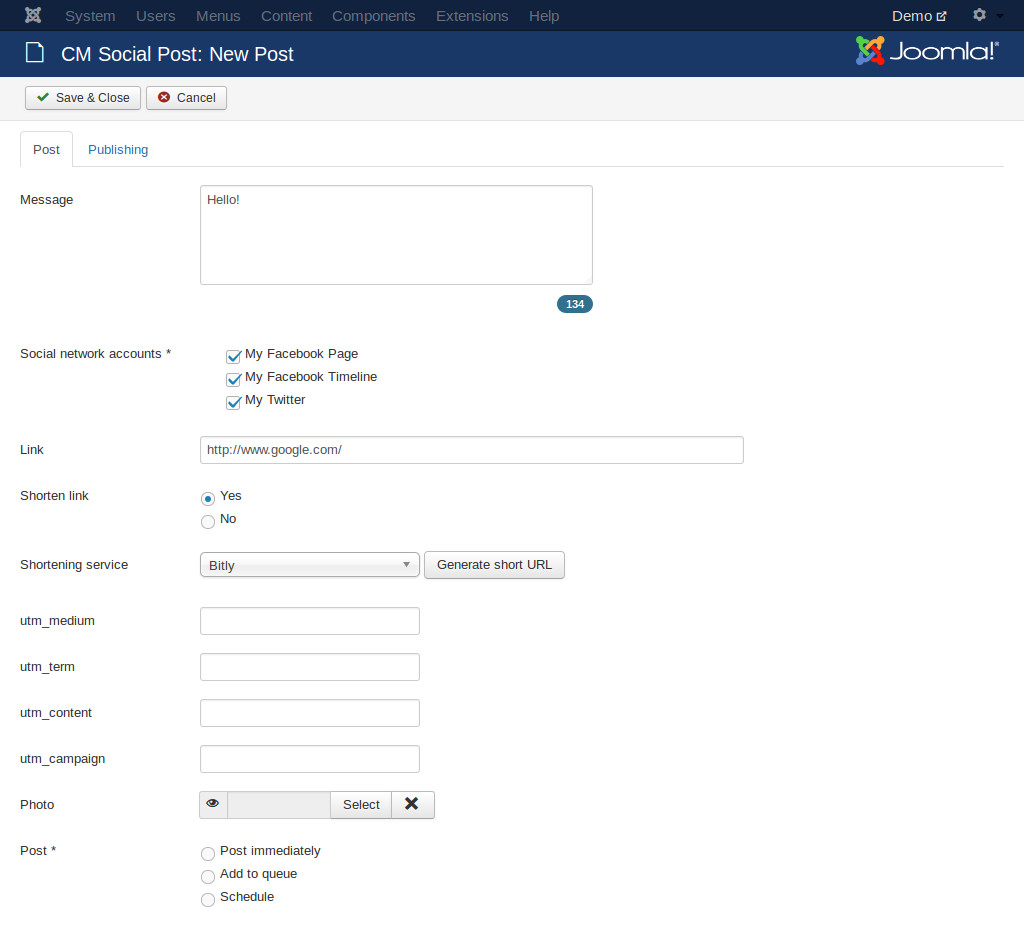 System Users Menus Content Components Extensions Help Demo
CM Social Post: New Post Joomla!®
Save & Close Cancel
Post Publishing
Message Hello!
134
Social network accounts * My Facebook Page
My Facebook Timeline
My Twitter
Link http://www.google.com/
Shorten link Yes
No
Shortening service Bitly Generate short URL
utm_medium
utm_term
utm_content
utm_campaign
Photo Select
Post * Post immediately
Add to queue
Schedule